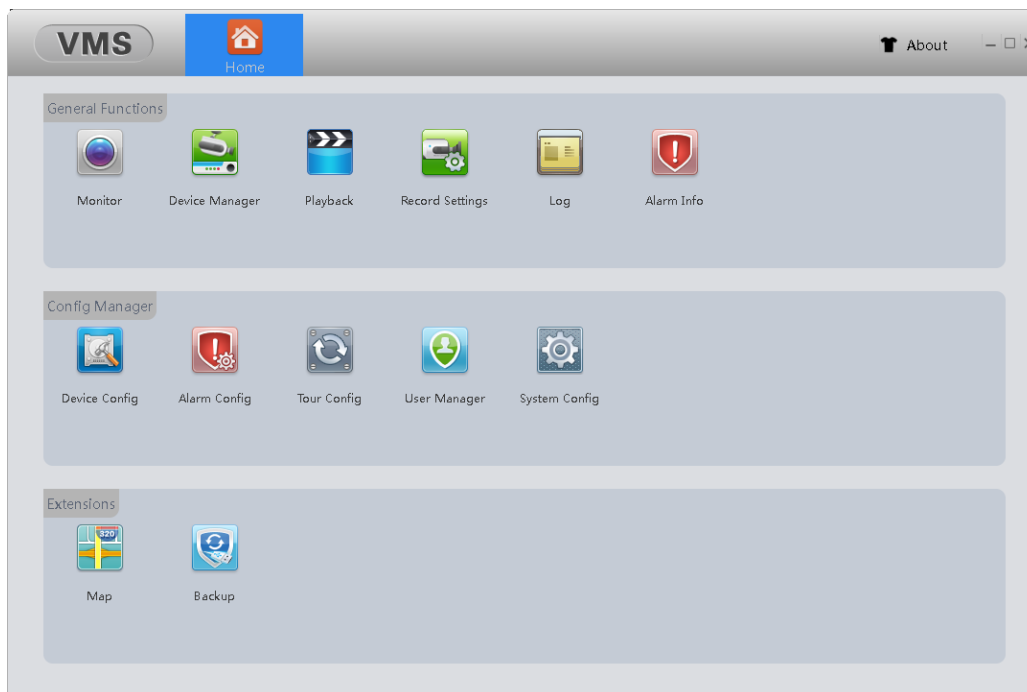 VMS
Home
About
General Functions
Monitor Device Manager Playback Record Settings Log Alarm Info
Config Manager
Device Config Alarm Config Tour Config User Manager System Config
Extensions
S20
Map Backup